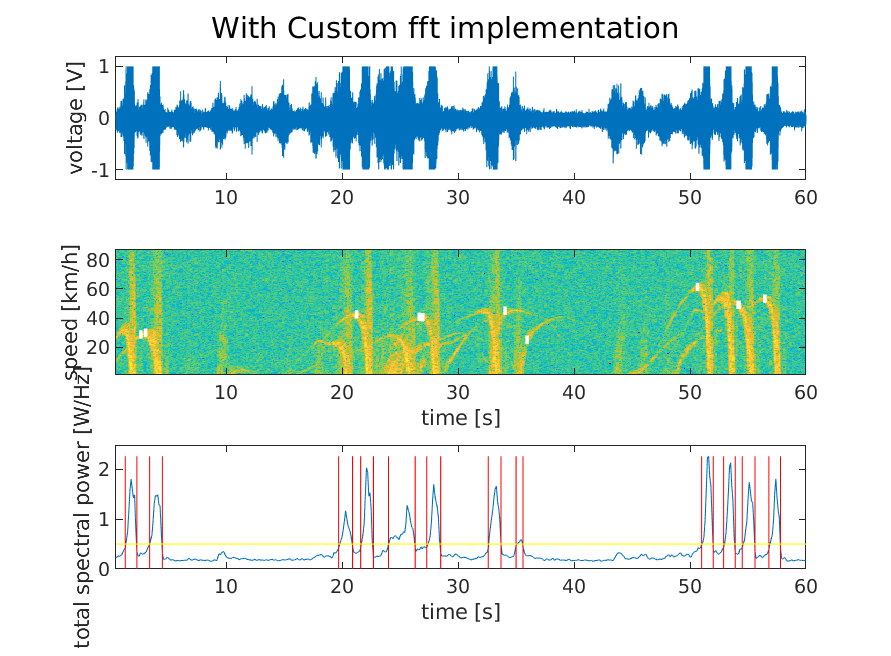 With Custom fft implementation
voltage [V]
1
0
-1
10 20 30 40 50 60
speed [km/h]
80
60
40
20
10 20 30 40 50 60
time [s]
total spectral power [W/Hz]
2
1
0
10 20 30 40 50 60
time [s]